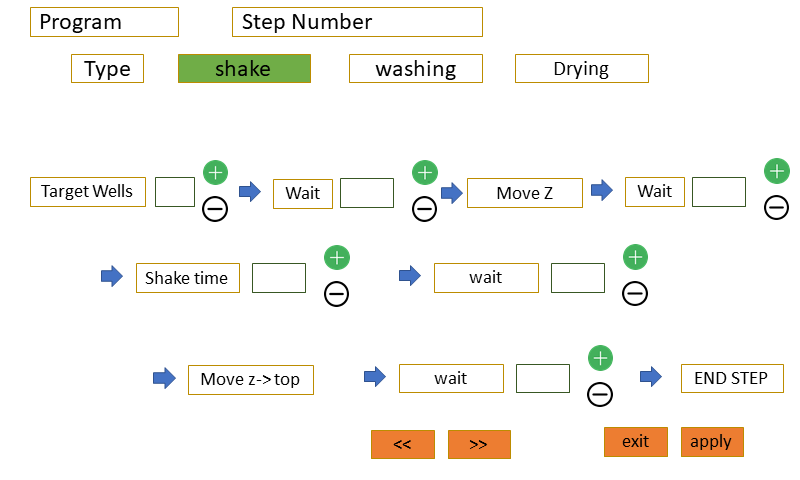 Program Step Number
Type shake washing Drying
Target Wells Wait Move Z Wait
Shake time wait
Move z->top wait END STEP
<< >> exit apply